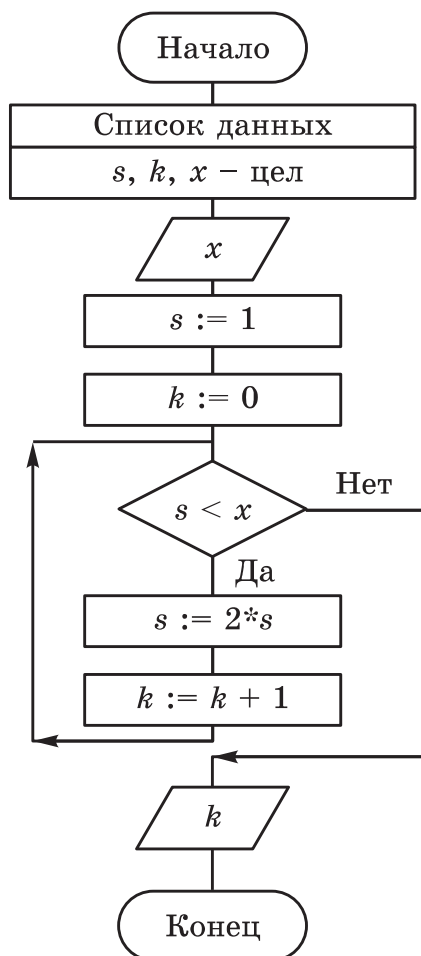 Начало
Список данных
s, k, x – цел
x
s := 1
k := 0
s < x
Нет
Да
s := 2*s
k := k + 1
k
Конец